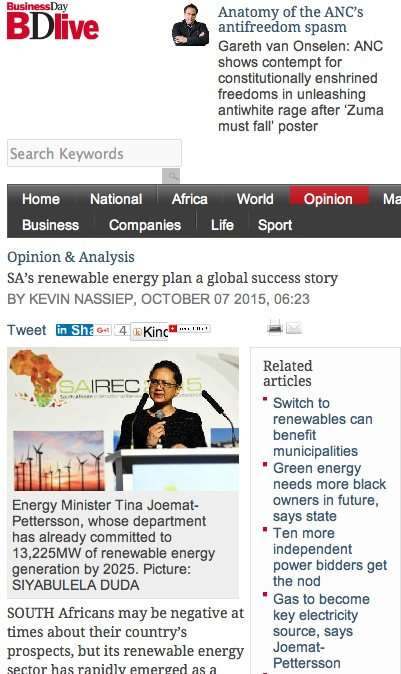 BusinessDay
BDlive
Anatomy of the ANC's
antifreedom spasm
Gareth van Onselen: ANC
shows contempt for
constitutionally enshrined
freedoms in unleashing
antiwhite rage after ‘Zuma
must fall’ poster
Search Keywords
Home National Africa World Opinion Ma
Business Companies Life Sport
Opinion & Analysis
SA's renewable energy plan a global success story
BY KEVIN NASSIEP, OCTOBER 07 2015, 06:23
Tweet in Sha G+1 4 k Kind
SAIREC 2015
South African International Renewable
Energy Minister Tina Joemat-
Pettersson, whose department
has already committed to
13,225MW of renewable energy
generation by 2025. Picture:
SIYABULELA DUDA
SOUTH Africans may be negative at
times about their country's
prospects, but its renewable energy
sector has rapidly emerged as a
Related
articles
Switch to
renewables can
benefit
municipalities
Green energy
needs more black
owners in future,
says state
Ten more
independent
power bidders get
the nod
Gas to become
key electricity
source, says
Joemat-
Pettersson